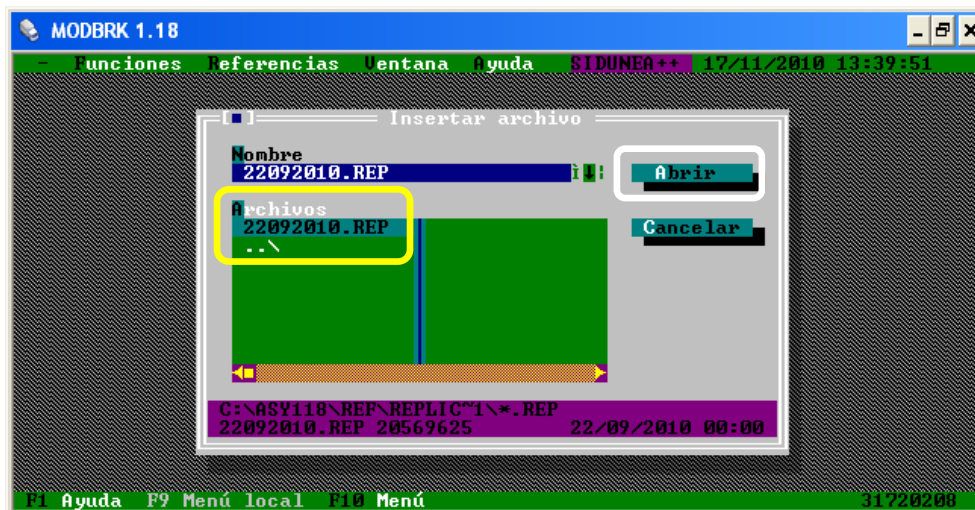 MODBRK 1.18
- Funciones Referencias Ventana Ayuda SIDUNEA++ 17/11/2010 13:39:51
Insertar archivo
Nombre
22092010.REP
Abrir
Archivos
22092010.REP
..\
Cancelar
C:\ASY118\REF\REPLIC~1\*.REP
22092010.REP 20569625 22/09/2010 00:00
F1 Ayuda F9 Menú local F10 Menú 31720208